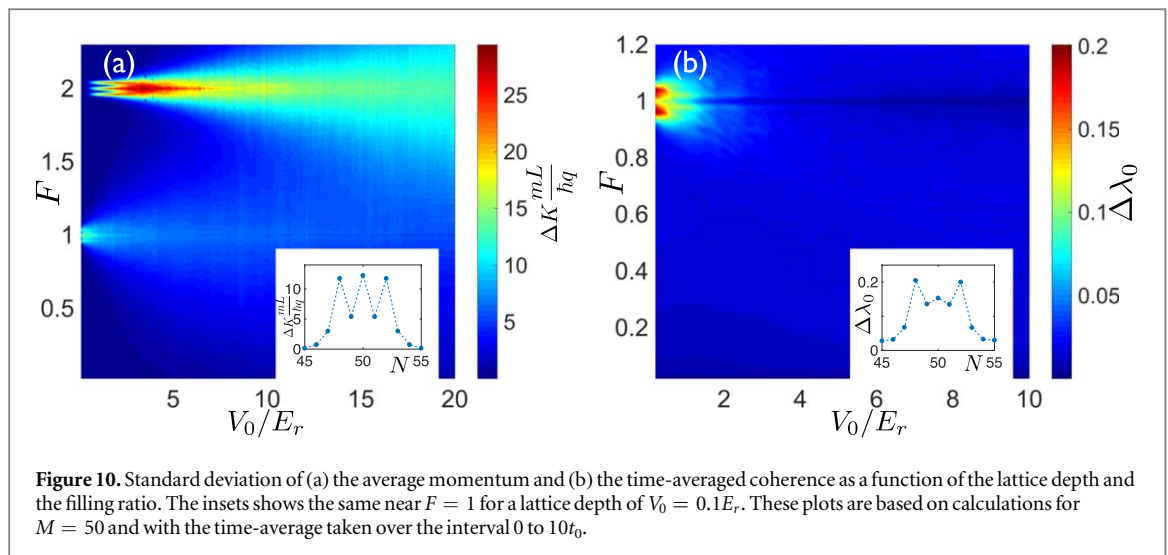 (a)
2
1.5
1
0.5
F
5
10
15
20
V₀/Eᵣ
25
20
15
10
5
ΔK mL/ħq
10
5
0
45
50
55
N
ΔK mL/ħq
(b)
1.2
1
0.8
0.6
0.4
0.2
F
2
4
6
8
10
V₀/Eᵣ
0.2
0.15
0.1
0.05
Δλ₀
0.2
0
45
50
55
N
Δλ₀
Figure 10. Standard deviation of (a) the average momentum and (b) the time-averaged coherence as a function of the lattice depth and
the filling ratio. The insets shows the same near F = 1 for a lattice depth of V₀ = 0.1Eᵣ. These plots are based on calculations for
M = 50 and with the time-average taken over the interval 0 to 10t₀.